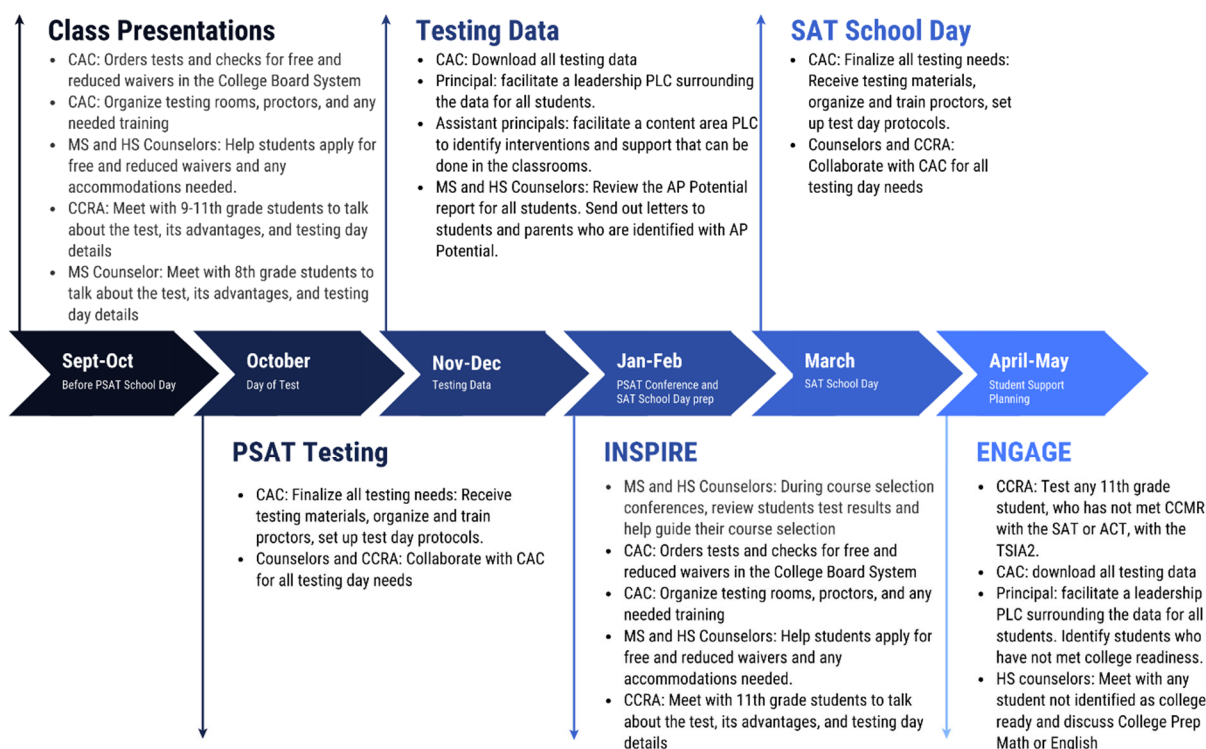 Class Presentations
• CAC: Orders tests and checks for free and
reduced waivers in the College Board System
• CAC: Organize testing rooms, proctors, and any
needed training
• MS and HS Counselors: Help students apply for
free and reduced waivers and any
accommodations needed.
• CCRA: Meet with 9-11th grade students to talk
about the test, its advantages, and testing day
details
• MS Counselor: Meet with 8th grade students to
talk about the test, its advantages, and testing
day details
Testing Data
• CAC: Download all testing data
• Principal: facilitate a leadership PLC surrounding
the data for all students.
• Assistant principals: facilitate a content area PLC
to identify interventions and support that can be
done in the classrooms.
• MS and HS Counselors: Review the AP Potential
report for all students. Send out letters to
students and parents who are identified with AP
Potential.
SAT School Day
• CAC: Finalize all testing needs:
Receive testing materials,
organize and train proctors, set
up test day protocols.
• Counselors and CCRA:
Collaborate with CAC for all
testing day needs
Sept-Oct
Before PSAT School Day
October
Day of Test
Nov-Dec
Testing Data
Jan-Feb
PSAT Conference and
SAT School Day prep
March
SAT School Day
April-May
Student Support
Planning
PSAT Testing
• CAC: Finalize all testing needs: Receive
testing materials, organize and train
proctors, set up test day protocols.
• Counselors and CCRA: Collaborate with CAC
for all testing day needs
INSPIRE
• MS and HS Counselors: During course selection
conferences, review students test results and
help guide their course selection
• CAC: Orders tests and checks for free and
reduced waivers in the College Board System
• CAC: Organize testing rooms, proctors, and any
needed training
• MS and HS Counselors: Help students apply for
free and reduced waivers and any
accommodations needed.
• CCRA: Meet with 11th grade students to talk
about the test, its advantages, and testing day
details
ENGAGE
• CCRA: Test any 11th grade
student, who has not met CCMR
with the SAT or ACT, with the
TSIA2.
• CAC: download all testing data
• Principal: facilitate a leadership
PLC surrounding the data for all
students. Identify students who
have not met college readiness.
• HS counselors: Meet with any
student not identified as college
ready and discuss College Prep
Math or English